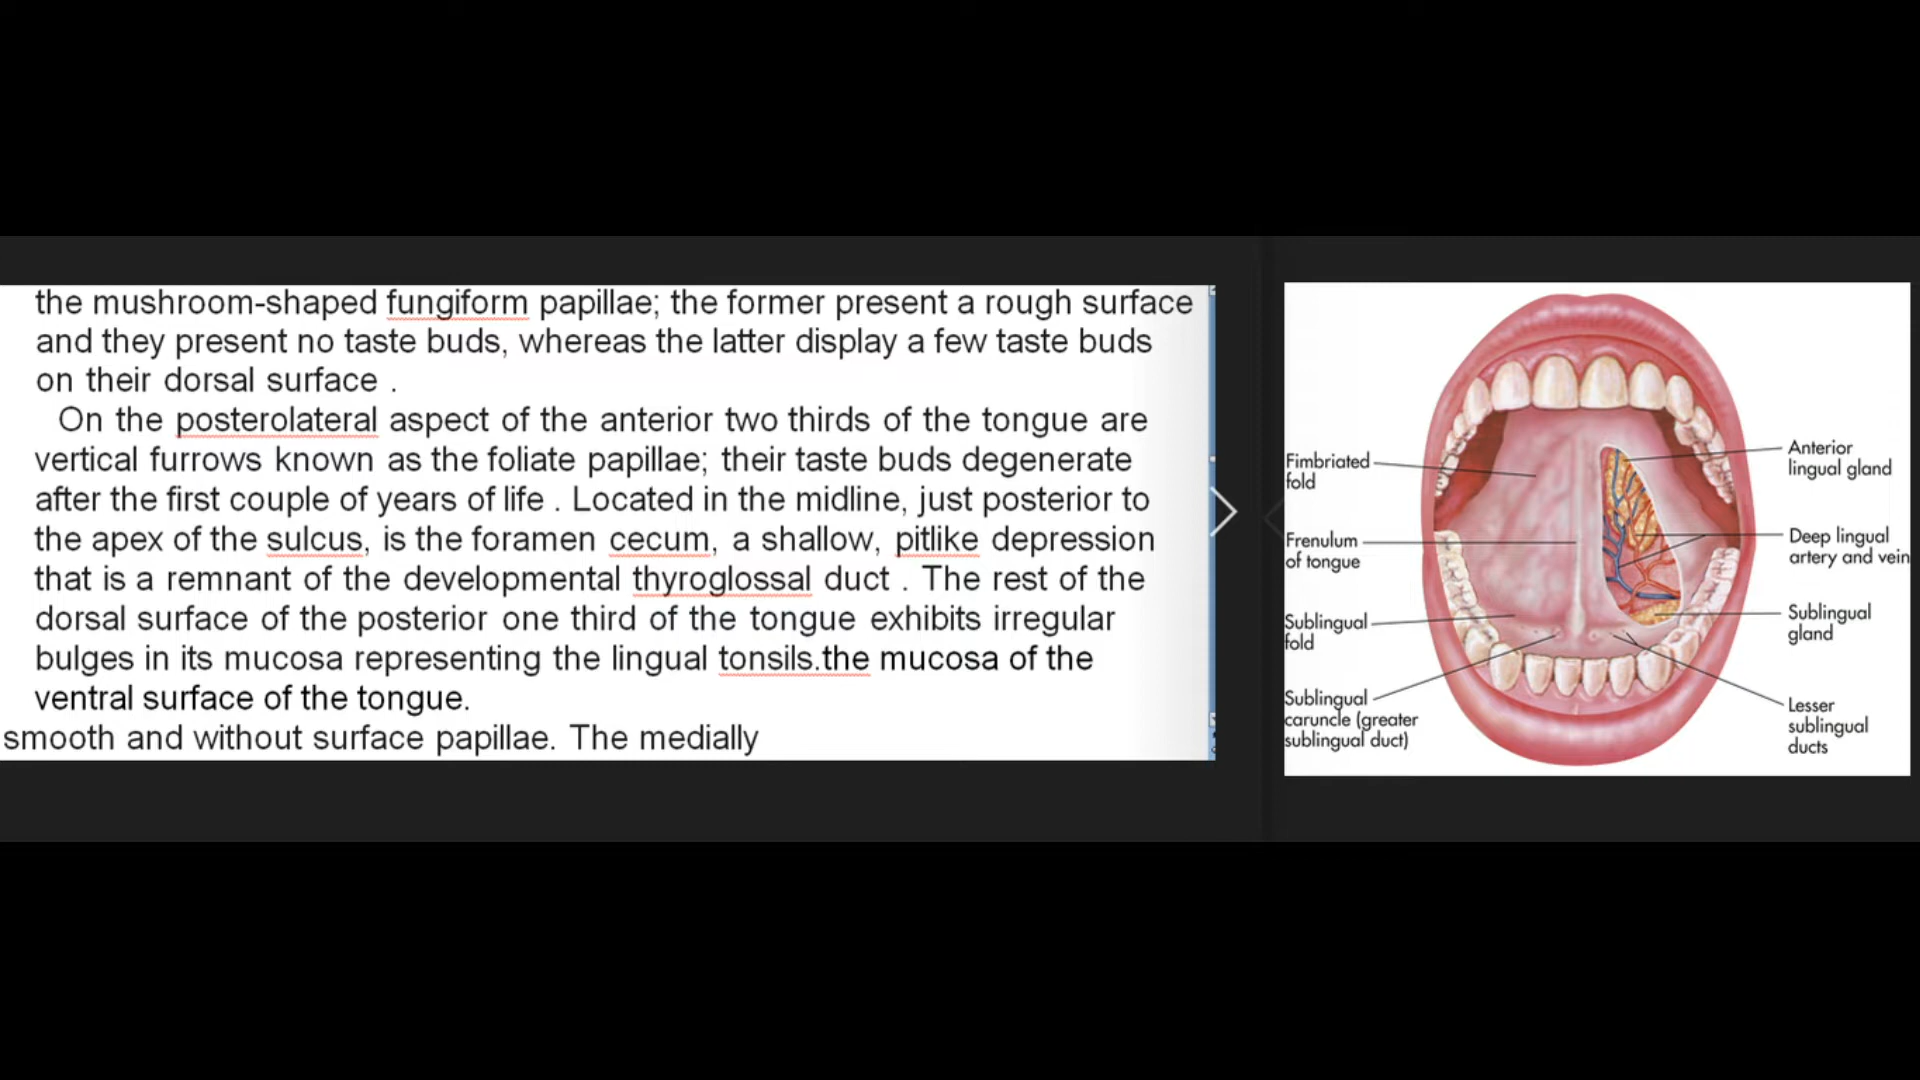 the mushroom-shaped fungiform papillae; the former present a rough surface
and they present no taste buds, whereas the latter display a few taste buds
on their dorsal surface .
On the posterolateral aspect of the anterior two thirds of the tongue are
vertical furrows known as the foliate papillae; their taste buds degenerate
after the first couple of years of life . Located in the midline, just posterior to
the apex of the sulcus, is the foramen cecum, a shallow, pitlike depression
that is a remnant of the developmental thyroglossal duct . The rest of the
dorsal surface of the posterior one third of the tongue exhibits irregular
bulges in its mucosa representing the lingual tonsils.the mucosa of the
ventral surface of the tongue.
smooth and without surface papillae. The medially
Fimbriated
fold
Frenulum
of tongue
Sublingual
fold
Sublingual
caruncle (greater
sublingual duct)
Anterior
lingual gland
Deep lingual
artery and vein
Sublingual
gland
Lesser
sublingual
ducts